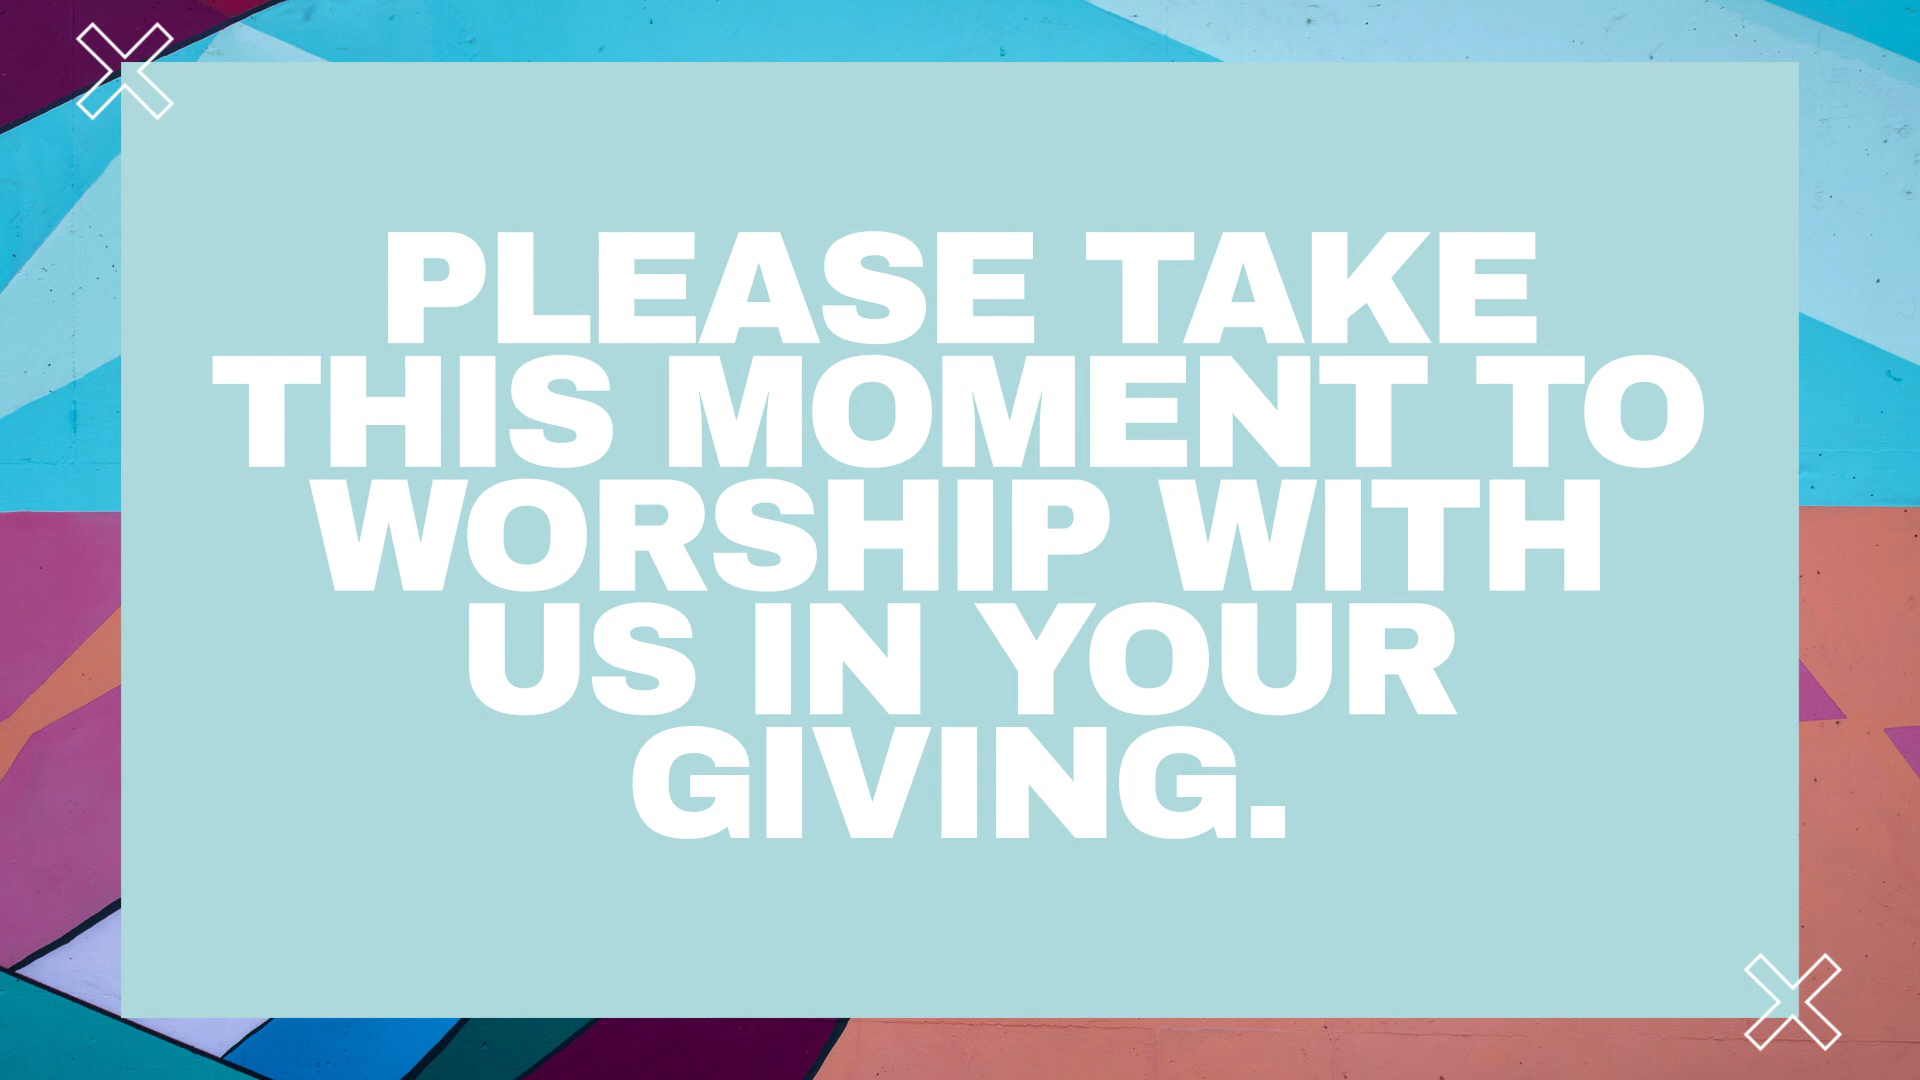 PLEASE TAKE
THIS MOMENT TO
WORSHIP WITH
US IN YOUR
GIVING.